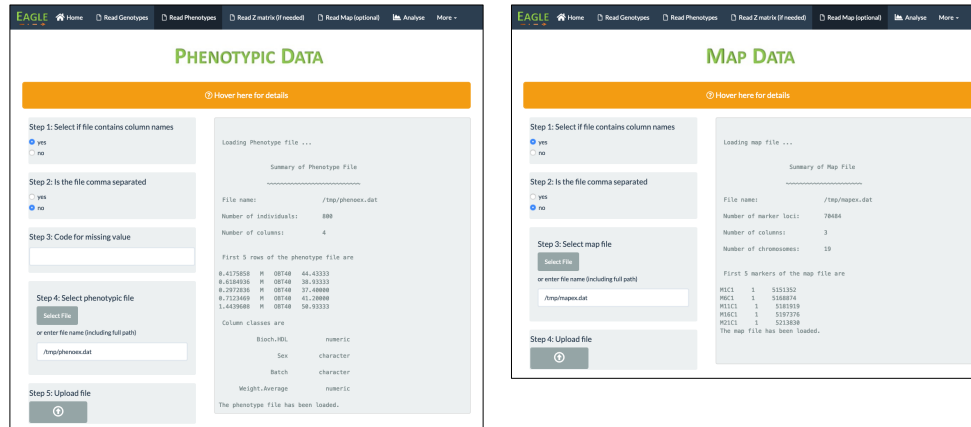 EAGLE Home Read Genotypes Read Phenotypes Read Z matrix (if needed) Read Map (optional) Analyse More
PHENOTYPIC DATA
Hover here for details
Step 1: Select if file contains column names
yes
no
Step 2: Is the file comma separated
yes
no
Step 3: Code for missing value
Step 4: Select phenotypic file
Select File
or enter file name (including full path)
/tmp/phenoex.dat
Step 5: Upload file
Loading Phenotype file ...
Summary of Phenotype File
~~~~~~~~~~~~~~~~~~~~~~~~~~
File name: /tmp/phenoex.dat
Number of individuals: 800
Number of columns: 4
First 5 rows of the phenotype file are
0.4175058 M OBT40 44.43333
0.6184936 M OBT40 38.93333
0.2972836 M OBT40 37.40000
0.7123469 M OBT40 41.20000
1.4439608 M OBT40 50.93333
Column classes are
Bioch.HDL numeric
Sex character
Batch character
Weight.Average numeric
The phenotype file has been loaded.
EAGLE Home Read Genotypes Read Phenotypes Read Z matrix (if needed) Read Map (optional) Analyse More
MAP DATA
Hover here for details
Step 1: Select if file contains column names
yes
no
Step 2: Is the file comma separated
yes
no
Step 3: Select map file
Select File
or enter file name (including full path)
/tmp/mapex.dat
Step 4: Upload file
Loading map file ...
Summary of Map File
~~~~~~~~~~~~~~~~~~~~~
File name: /tmp/mapex.dat
Number of marker loci: 70484
Number of columns: 3
Number of chromosomes: 19
First 5 markers of the map file are
M1C1 1 5151352
M6C1 1 5168874
M11C1 1 5181919
M16C1 1 5197376
M21C1 1 5213830
The map file has been loaded.